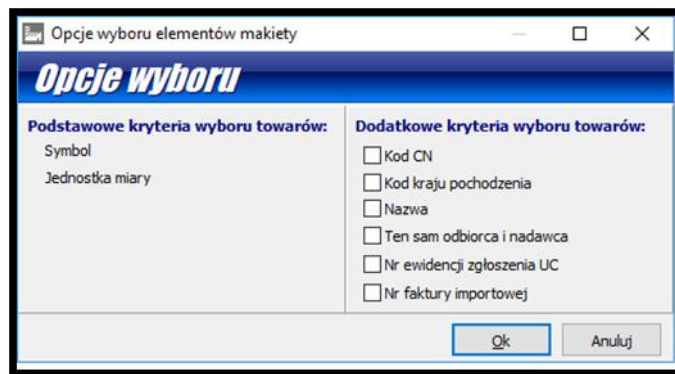 Opcje wyboru elementów makiety
Opcje wyboru
Podstawowe kryteria wyboru towarów:
Symbol
Jednostka miary
Dodatkowe kryteria wyboru towarów:
Kod CN
Kod kraju pochodzenia
Nazwa
Ten sam odbiorca i nadawca
Nr ewidencji zgłoszenia UC
Nr faktury importowej
Ok
Anuluj